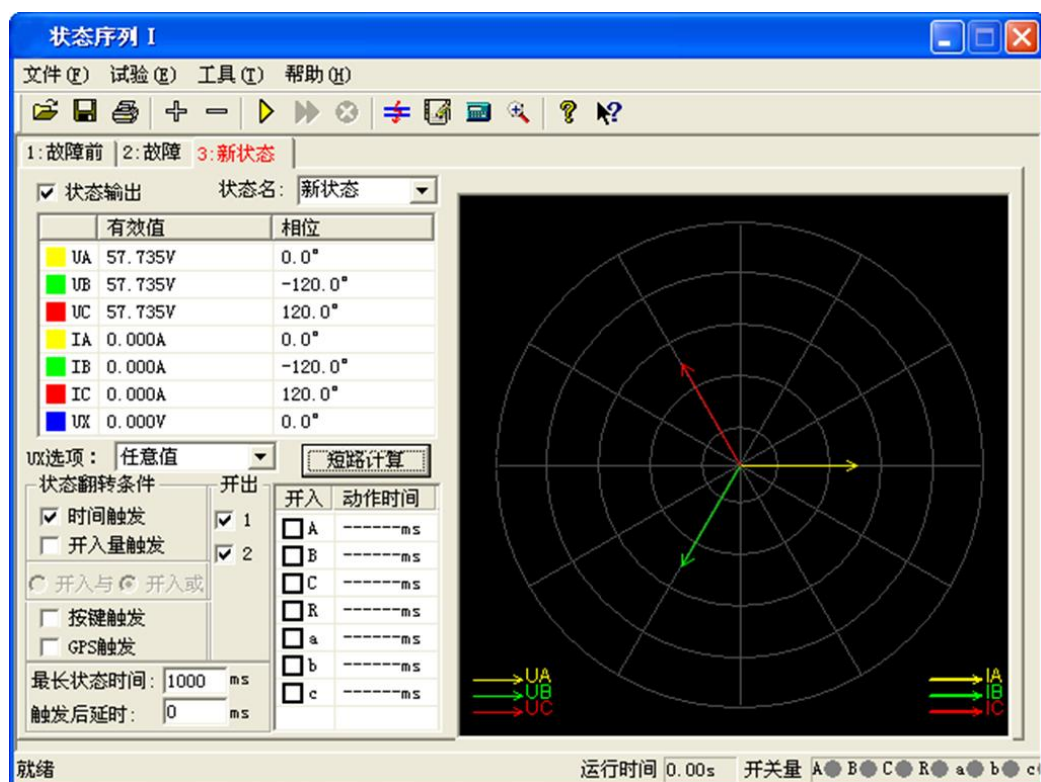 状态序列 I
文件(F) 试验(E) 工具(T) 帮助(H)
1:故障前 2:故障 3:新状态
状态输出 状态名: 新状态
有效值 相位
UA 57.735V 0.0°
UB 57.735V -120.0°
UC 57.735V 120.0°
IA 0.000A 0.0°
IB 0.000A -120.0°
IC 0.000A 120.0°
UX 0.000V 0.0°
UX选项: 任意值 短路计算
状态翻转条件 开出 开入 动作时间
时间触发 1 A ------ms
开入量触发 2 B ------ms
开入与 开入或 C ------ms
按键触发 R ------ms
GPS触发 a ------ms
最长状态时间: 1000 ms b ------ms
触发后延时: 0 ms c ------ms
UA IA
UB IB
UC IC
就绪 运行时间 0.00s 开关量 A B C R a b c